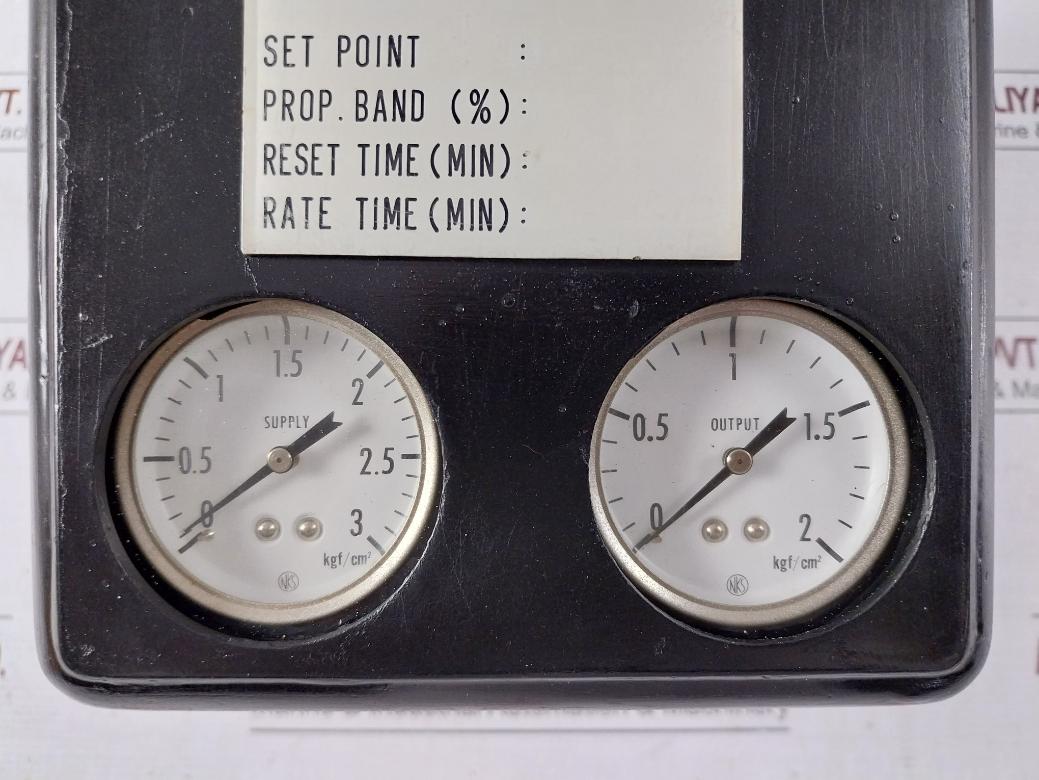 SET POINT :
PROP. BAND (%):
RESET TIME (MIN):
RATE TIME (MIN):
0 0.5 1 1.5 2 2.5 3
SUPPLY
kgf/cm²
NKS
0 0.5 1 1.5 2
OUTPUT
kgf/cm²
NKS